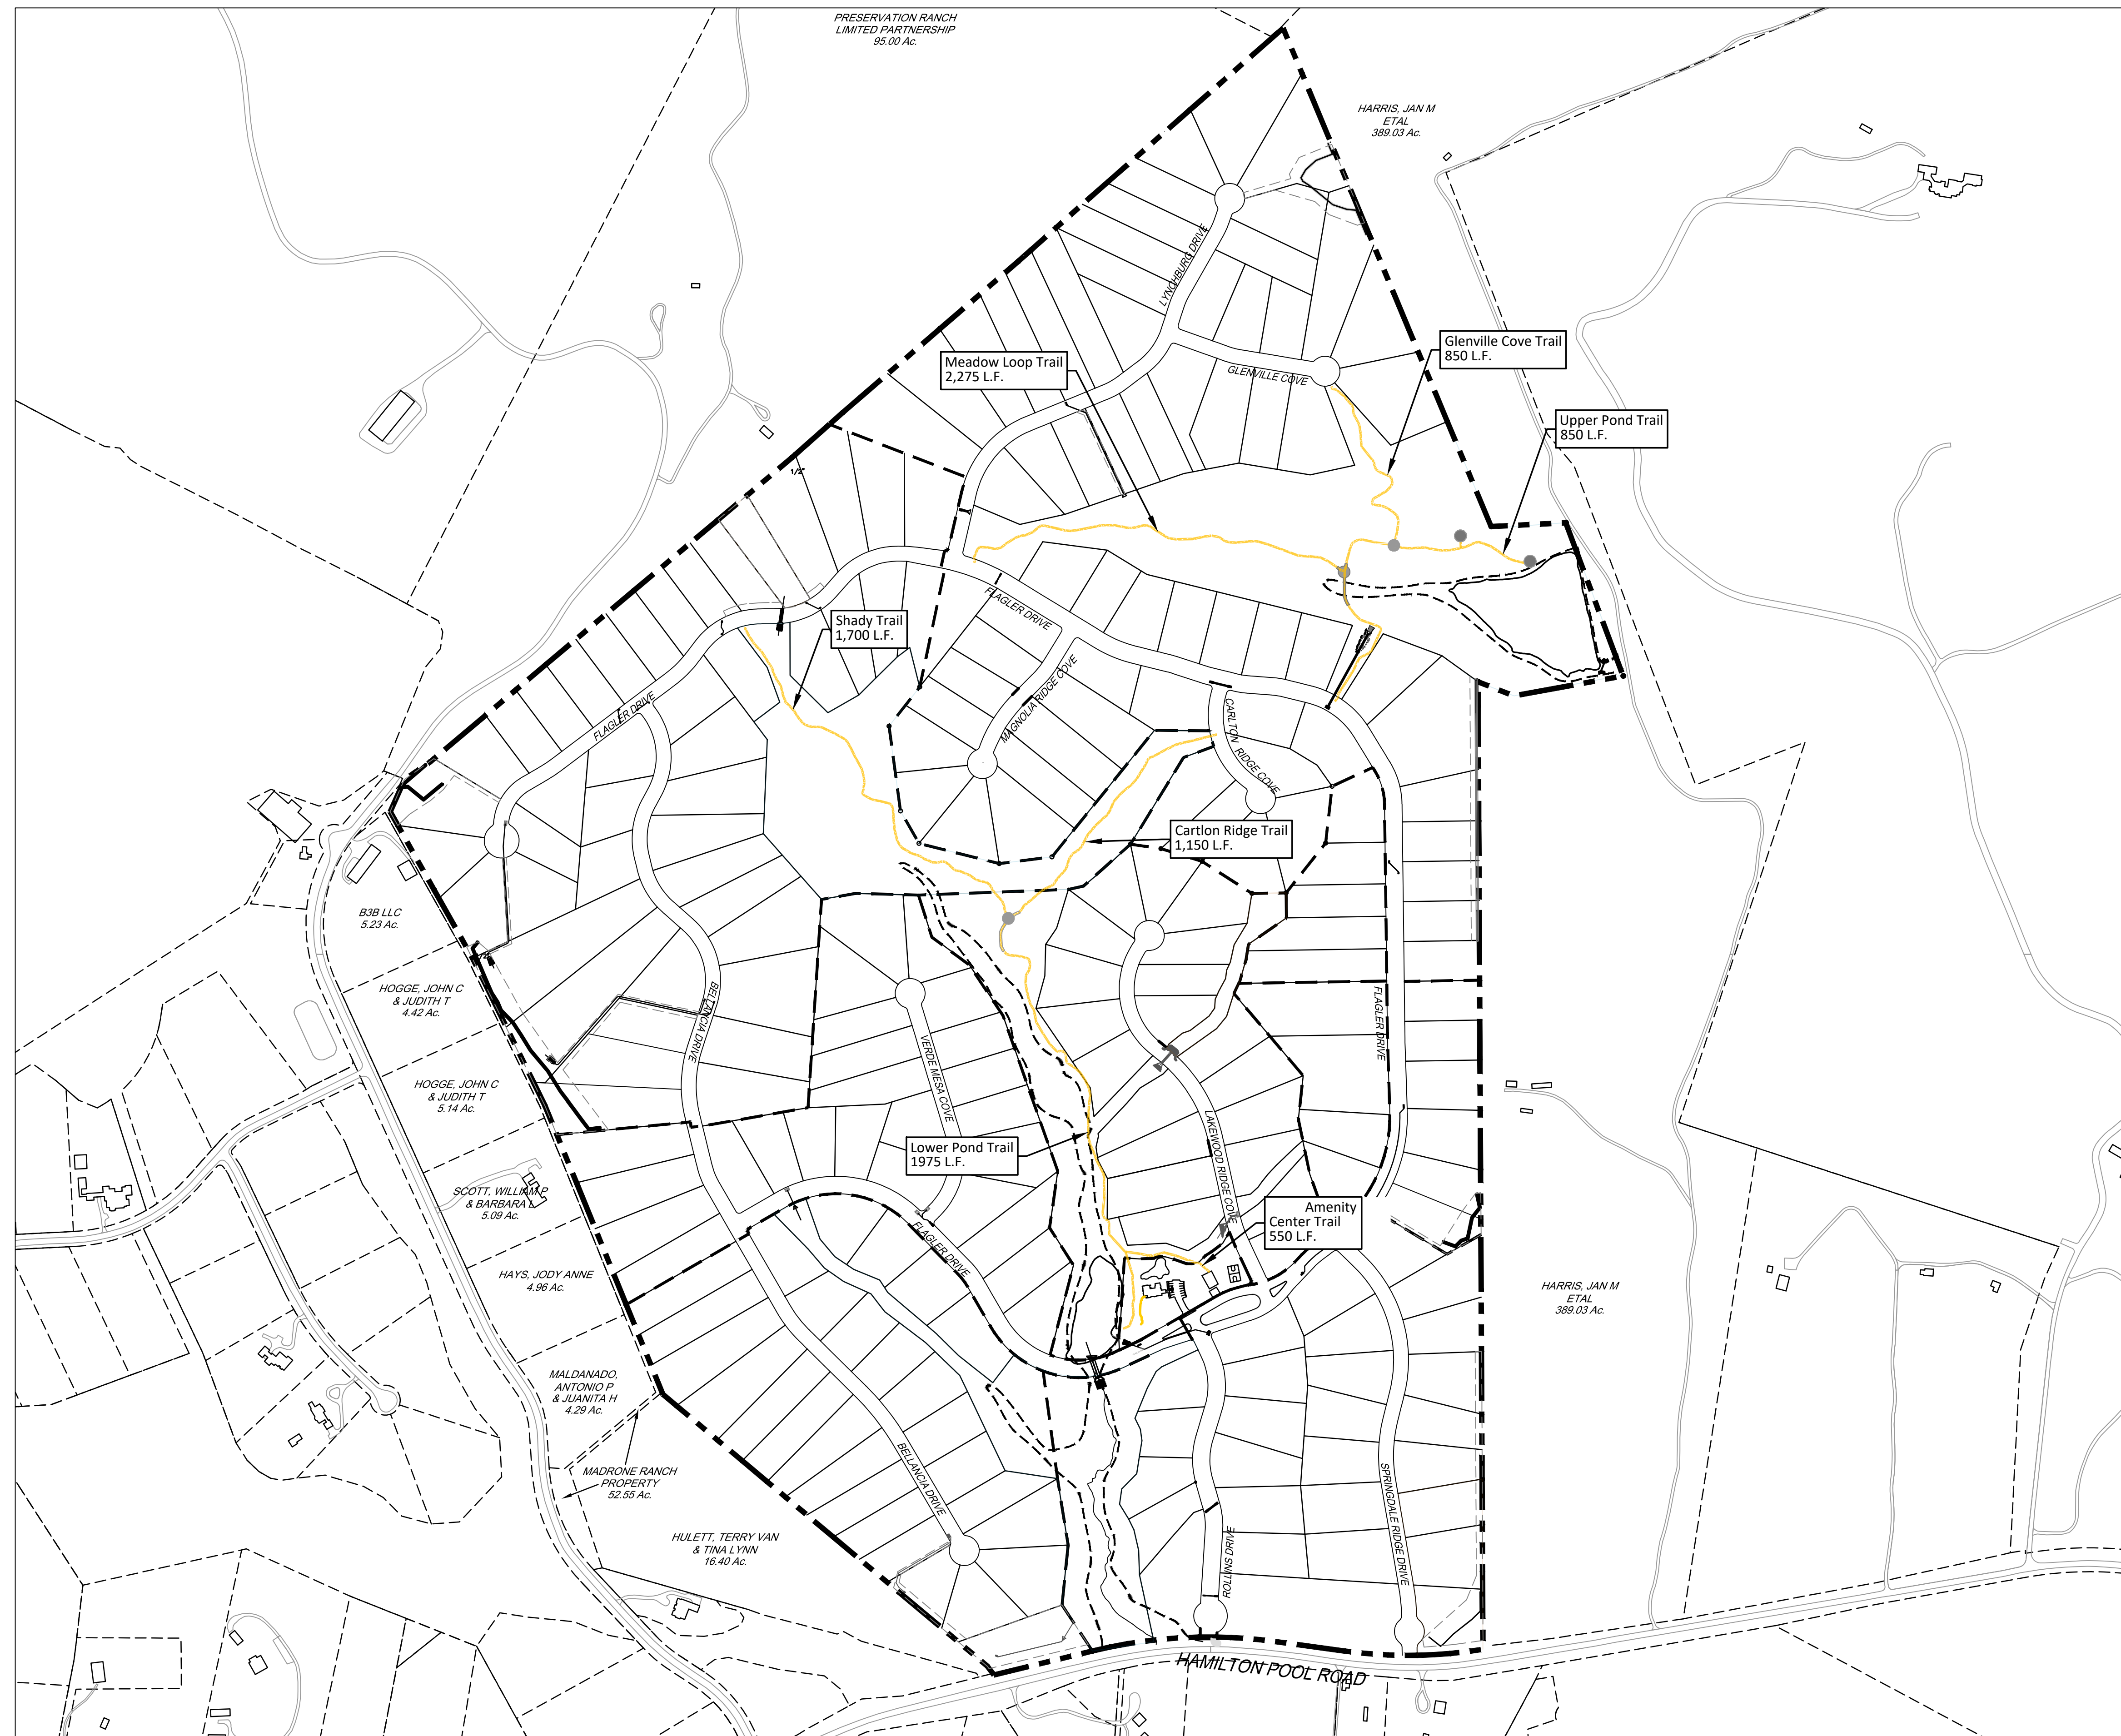 PRESERVATION RANCH
LIMITED PARTNERSHIP
95.00 Ac.
HARRIS, JAN M
ETAL
389.03 Ac.
LYNCHBURG DRIVE
Glenville Cove Trail
850 L.F.
Meadow Loop Trail
2,275 L.F.
GLENVILLE COVE
Upper Pond Trail
850 L.F.
1/2"
FLAGLER DRIVE
Shady Trail
1,700 L.F.
MAGNOLIA RIDGE COVE
FLAGLER DRIVE
CARLTON
RIDGE COVE
Cartlon Ridge Trail
1,150 L.F.
B3B LLC
5.23 Ac.
HOGGE, JOHN C
& JUDITH T
4.42 Ac.
BELLANCIA DRIVE
FLAGLER DRIVE
VERDE MESA COVE
HOGGE, JOHN C
& JUDITH T
5.14 Ac.
LAKEWOOD RIDGE COVE
Lower Pond Trail
1975 L.F.
SCOTT, WILLIAM P
& BARBARA L
5.09 Ac.
Amenity
Center Trail
550 L.F.
FLAGLER DRIVE
HAYS, JODY ANNE
4.96 Ac.
HARRIS, JAN M
ETAL
389.03 Ac.
MALDANADO,
ANTONIO P
& JUANITA H
4.29 Ac.
MADRONE RANCH
PROPERTY
52.55 Ac.
BELLANCIA DRIVE
SPRINGDALE RIDGE DRIVE
HULETT, TERRY VAN
& TINA LYNN
16.40 Ac.
ROLLINS DRIVE
HAMILTON POOL ROAD